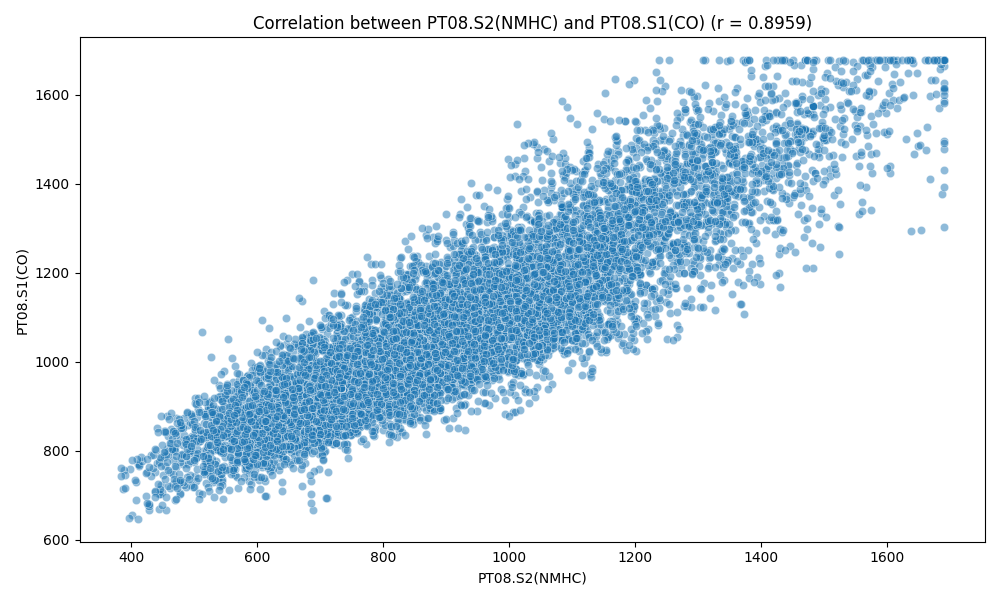 Correlation between PT08.S2(NMHC) and PT08.S1(CO) (r = 0.8959)
PT08.S1(CO)
1600
1400
1200
1000
800
600
400 600 800 1000 1200 1400 1600
PT08.S2(NMHC)